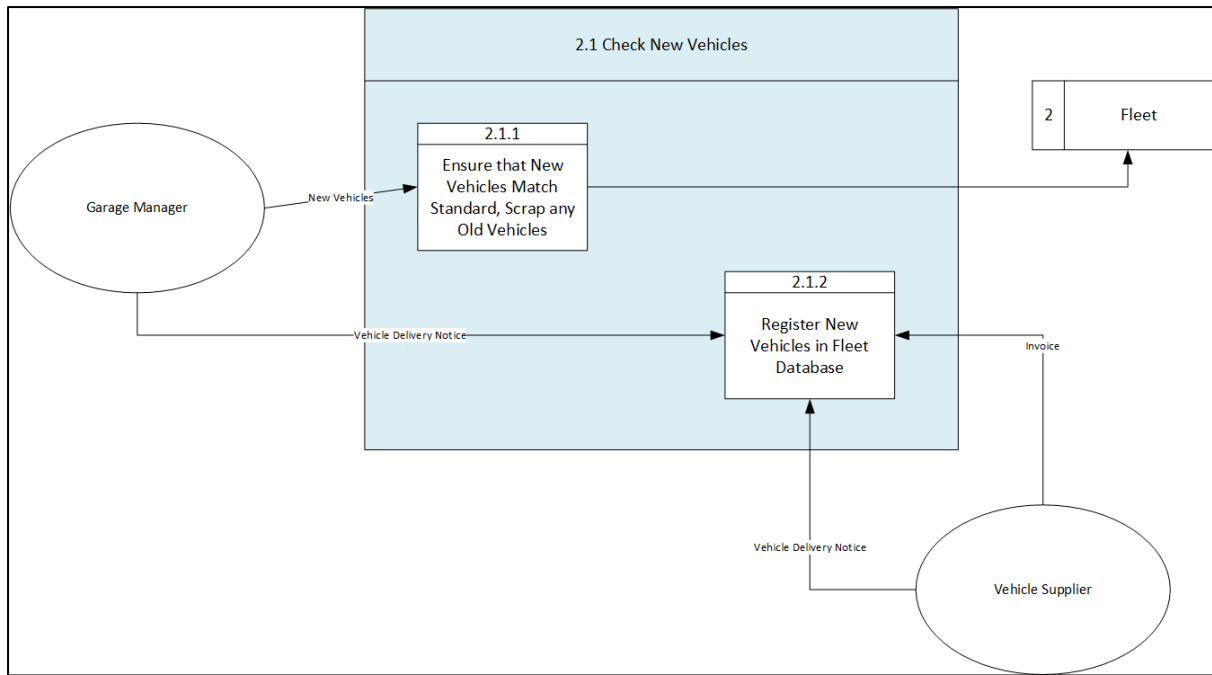 2.1 Check New Vehicles
2
Fleet
2.1.1
Ensure that New
Vehicles Match
Standard, Scrap any
Old Vehicles
Garage Manager
New Vehicles
2.1.2
Register New
Vehicles in Fleet
Database
Vehicle Delivery Notice
Invoice
Vehicle Delivery Notice
Vehicle Supplier